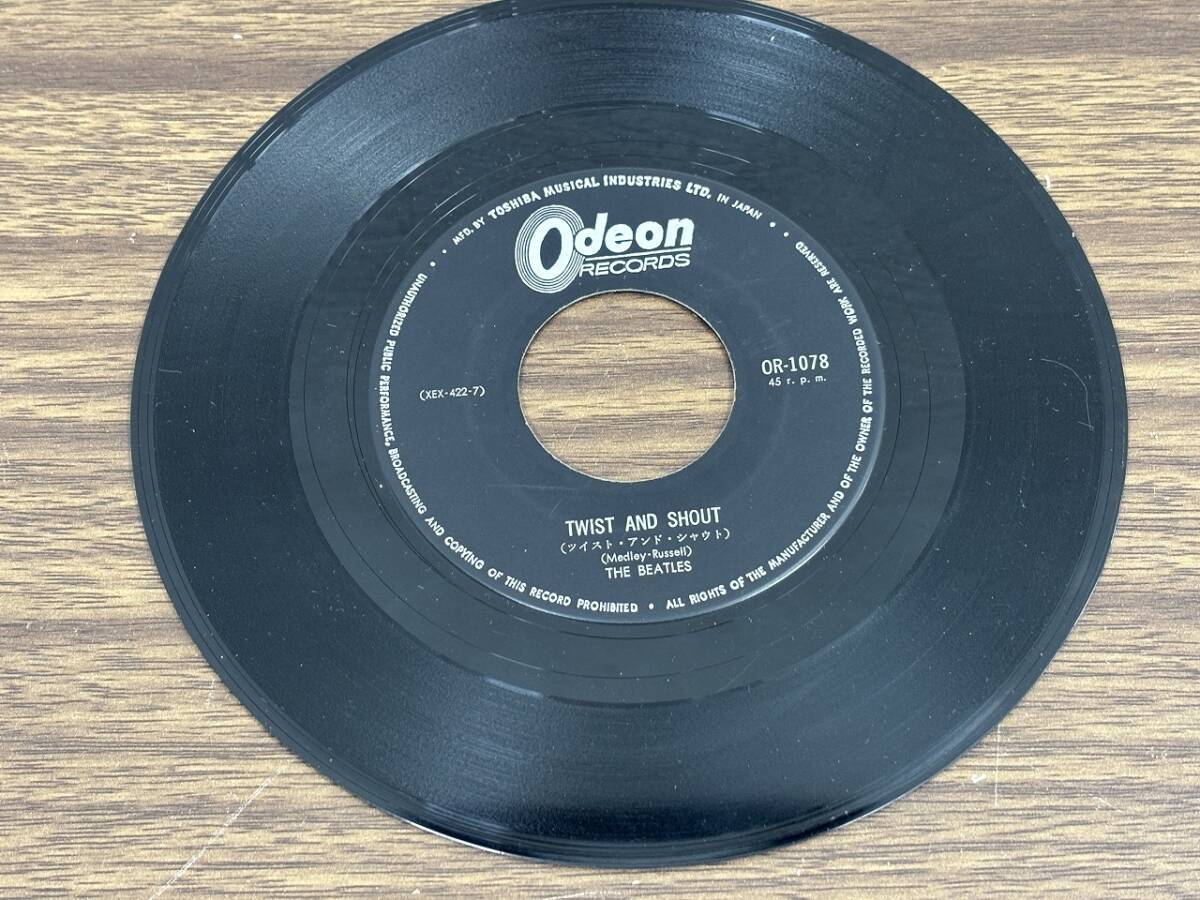 • • MFD. BY TOSHIBA MUSICAL INDUSTRIES LTD. IN JAPAN • •
Odeon
RECORDS
(XEX-422-7)
OR-1078
45 r. p. m.
TWIST AND SHOUT
(ツイスト・アンド・シャウト)
(Medley-Russell)
THE BEATLES
UNAUTHORIZED PUBLIC PERFORMANCE, BROADCASTING AND COPYING OF THIS RECORD PROHIBITED • ALL RIGHTS OF THE MANUFACTURER AND OF THE OWNER OF THE RECORDED WORK ARE RESERVED